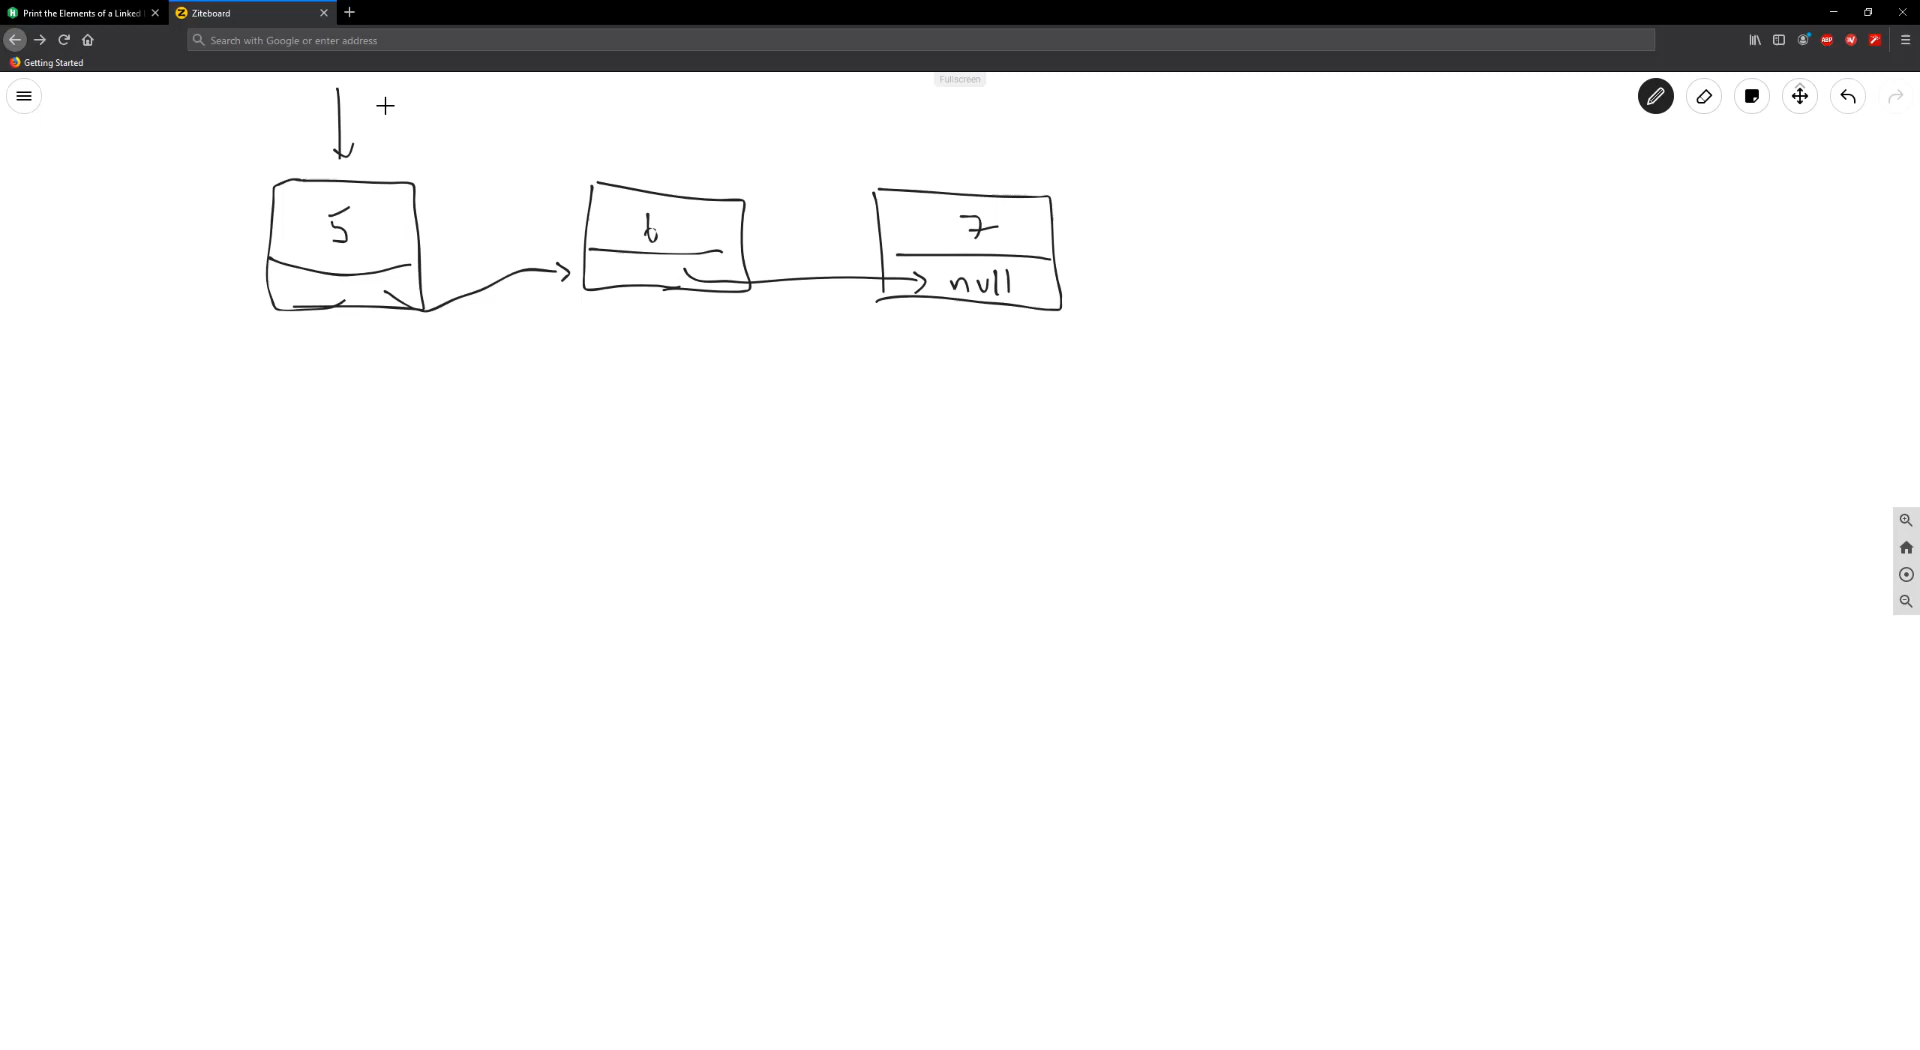 Print the Elements of a Linked
Ziteboard
Search with Google or enter address
ABP
Getting Started
Fullscreen
5
6
7
null